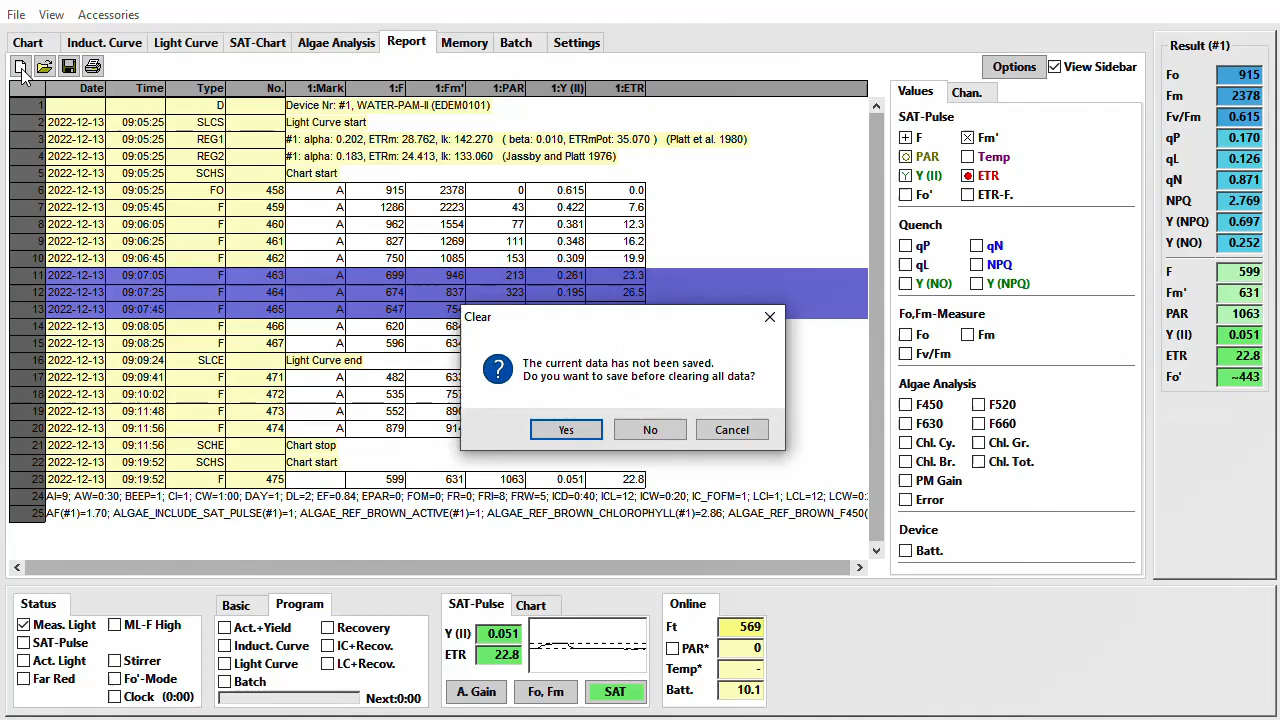 File View Accessories
Chart Induct. Curve Light Curve SAT-Chart Algae Analysis Report Memory Batch Settings
Options View Sidebar
Date Time Type No. 1:Mark 1:F 1:Fm' 1:PAR 1:Y (II) 1:ETR
1 D Device Nr: #1, WATER-PAM-II (EDEM0101)
2 2022-12-13 09:05:25 SLCS Light Curve start
3 2022-12-13 09:05:25 REG1 #1: alpha: 0.202, ETRm: 28.762, Ik: 142.270 ( beta: 0.010, ETRmPot: 35.070 ) (Platt et al. 1980)
4 2022-12-13 09:05:25 REG2 #1: alpha: 0.183, ETRm: 24.413, Ik: 133.060 (Jassby and Platt 1976)
5 2022-12-13 09:05:25 SCHS Chart start
6 2022-12-13 09:05:25 FO 458 A 915 2378 0 0.615 0.0
7 2022-12-13 09:05:45 F 459 A 1286 2223 43 0.422 7.6
8 2022-12-13 09:06:05 F 460 A 962 1554 77 0.381 12.3
9 2022-12-13 09:06:25 F 461 A 827 1269 111 0.348 16.2
10 2022-12-13 09:06:45 F 462 A 750 1085 153 0.309 19.9
11 2022-12-13 09:07:05 F 463 A 699 946 213 0.261 23.3
12 2022-12-13 09:07:25 F 464 A 674 837 323 0.195 26.5
13 2022-12-13 09:07:45 F 465 A 647
14 2022-12-13 09:08:05 F 466 A 620
15 2022-12-13 09:08:25 F 467 A 596
16 2022-12-13 09:09:24 SLCE Light Curve end
17 2022-12-13 09:09:41 F 471 A 482
18 2022-12-13 09:10:02 F 472 A 535
19 2022-12-13 09:11:48 F 473 A 552
20 2022-12-13 09:11:56 F 474 A 879
21 2022-12-13 09:11:56 SCHE Chart stop
22 2022-12-13 09:19:52 SCHS Chart start
23 2022-12-13 09:19:52 F 475 599 631 1063 0.051 22.8
24 AI=9; AW=0:30; BEEP=1; CI=1; CW=1:00; DAY=1; DL=2; EF=0.84; EPAR=0; FOM=0; FR=0; FRI=8; FRW=5; ICD=0:40; ICL=12; ICW=0:20; IC_FOFM=1; LCI=1; LCL=12; LCW=0:
25 AF(#1)=1.70; ALGAE_INCLUDE_SAT_PULSE(#1)=1; ALGAE_REF_BROWN_ACTIVE(#1)=1; ALGAE_REF_BROWN_CHLOROPHYLL(#1)=2.86; ALGAE_REF_BROWN_F450(
Clear
The current data has not been saved.
Do you want to save before clearing all data?
Yes No Cancel
Values Chan.
SAT-Pulse
F Fm'
PAR Temp
Y (II) ETR
Fo' ETR-F.
Quench
qP qN
qL NPQ
Y (NO) Y (NPQ)
Fo,Fm-Measure
Fo Fm
Fv/Fm
Algae Analysis
F450 F520
F630 F660
Chl. Cy. Chl. Gr.
Chl. Br. Chl. Tot.
PM Gain
Error
Device
Batt.
Result (#1)
Fo 915
Fm 2378
Fv/Fm 0.615
qP 0.170
qL 0.126
qN 0.871
NPQ 2.769
Y (NPQ) 0.697
Y (NO) 0.252
F 599
Fm' 631
PAR 1063
Y (II) 0.051
ETR 22.8
Fo' ~443
Status
Meas. Light ML-F High
SAT-Pulse
Act. Light Stirrer
Far Red Fo'-Mode
Clock (0:00)
Basic Program
Act.+Yield Recovery
Induct. Curve IC+Recov.
Light Curve LC+Recov.
Batch
Next:0:00
SAT-Pulse Chart
Y (II) 0.051
ETR 22.8
A. Gain Fo, Fm SAT
Online
Ft 569
PAR* 0
Temp* -
Batt. 10.1